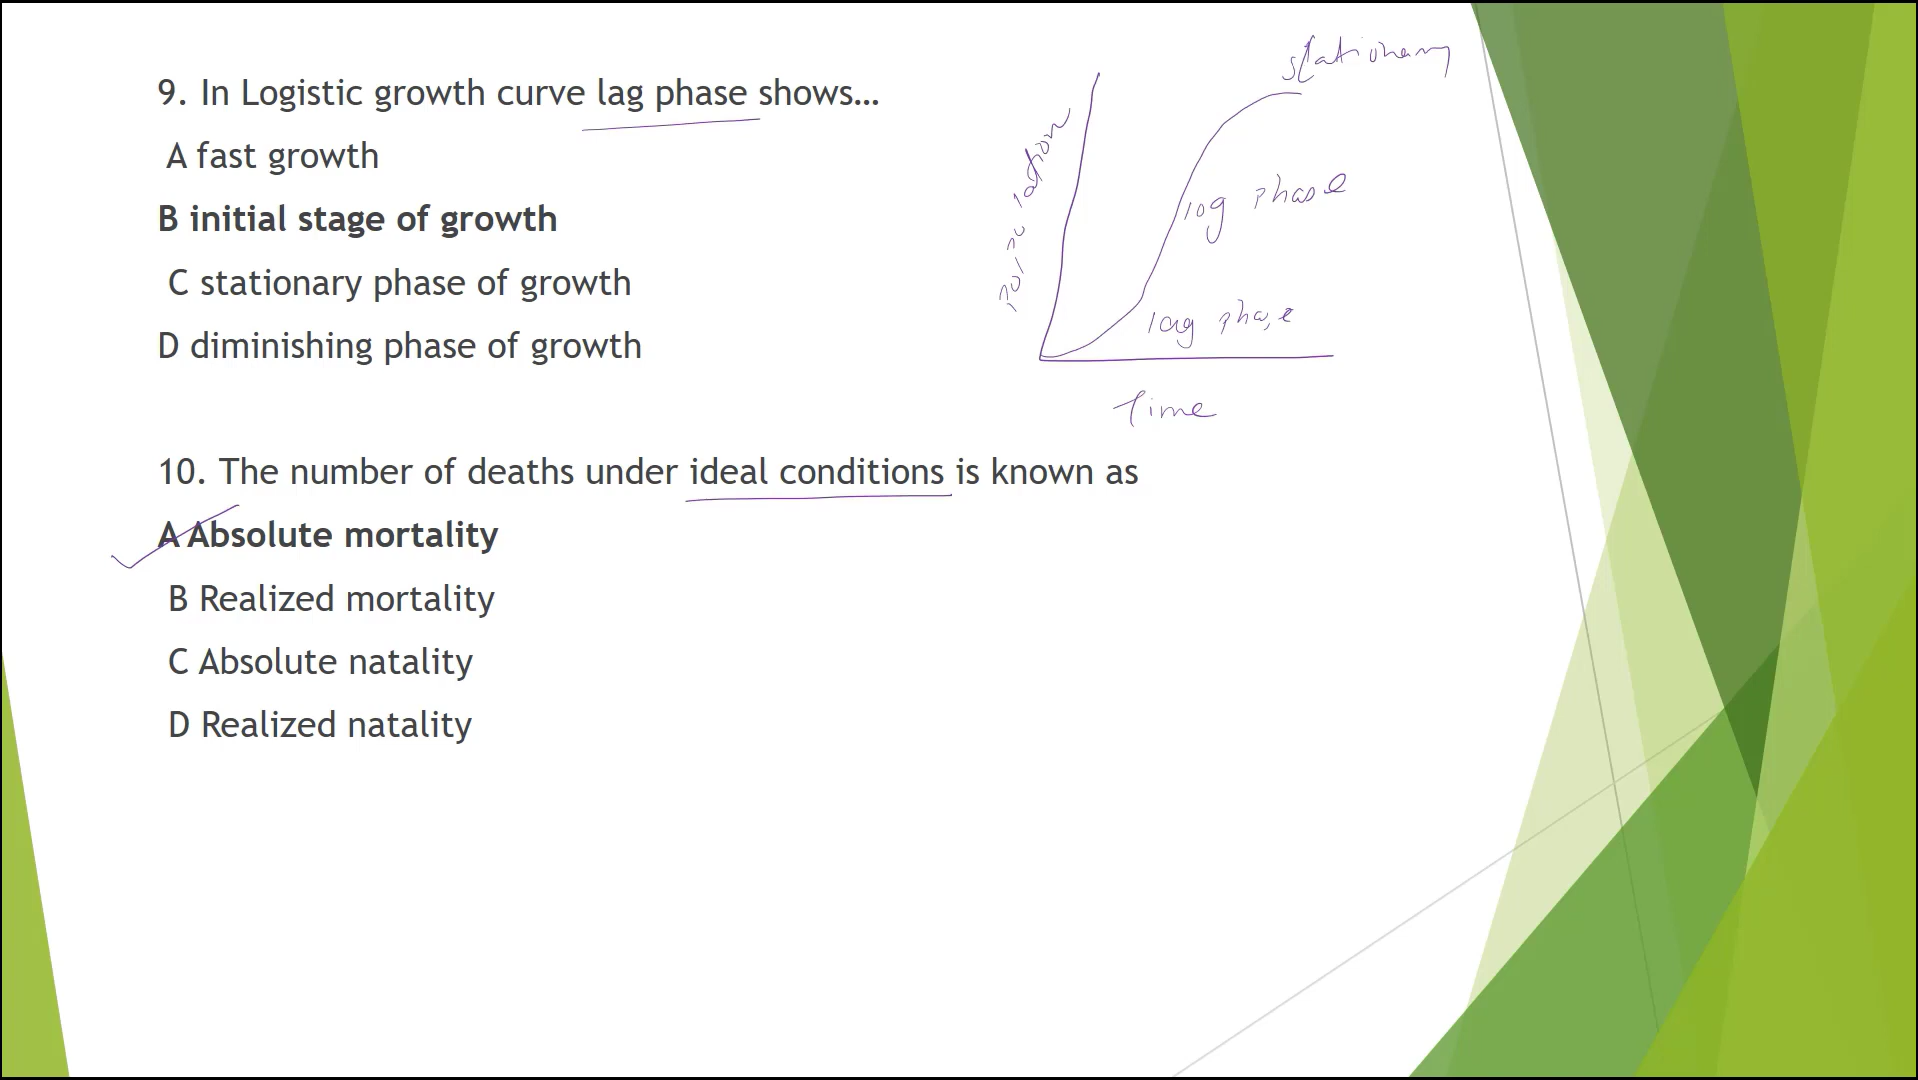 9. In Logistic growth curve lag phase shows...
A fast growth
B initial stage of growth
C stationary phase of growth
D diminishing phase of growth
stationary
population
log phase
lag phase
Time
10. The number of deaths under ideal conditions is known as
A Absolute mortality
B Realized mortality
C Absolute natality
D Realized natality